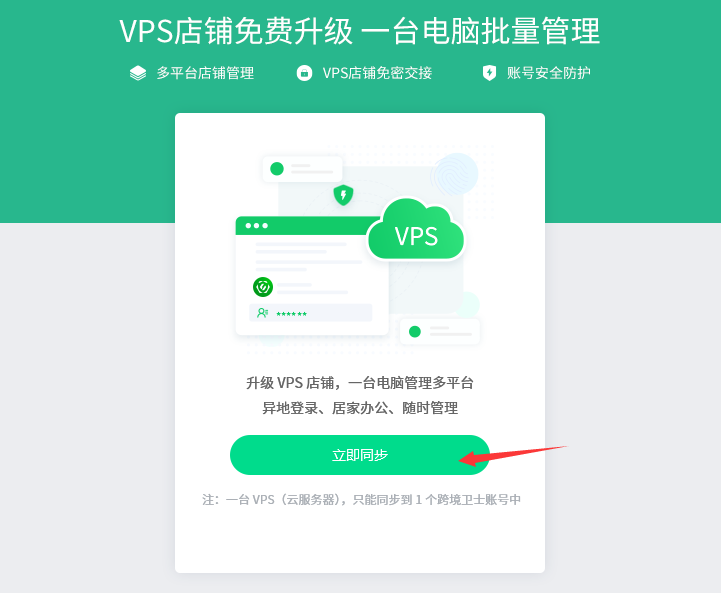 VPS店铺免费升级 一台电脑批量管理
多平台店铺管理 VPS店铺免密交接 账号安全防护
VPS
******
升级 VPS 店铺，一台电脑管理多平台
异地登录、居家办公、随时管理
立即同步
注：一台 VPS（云服务器），只能同步到 1 个跨境卫士账号中